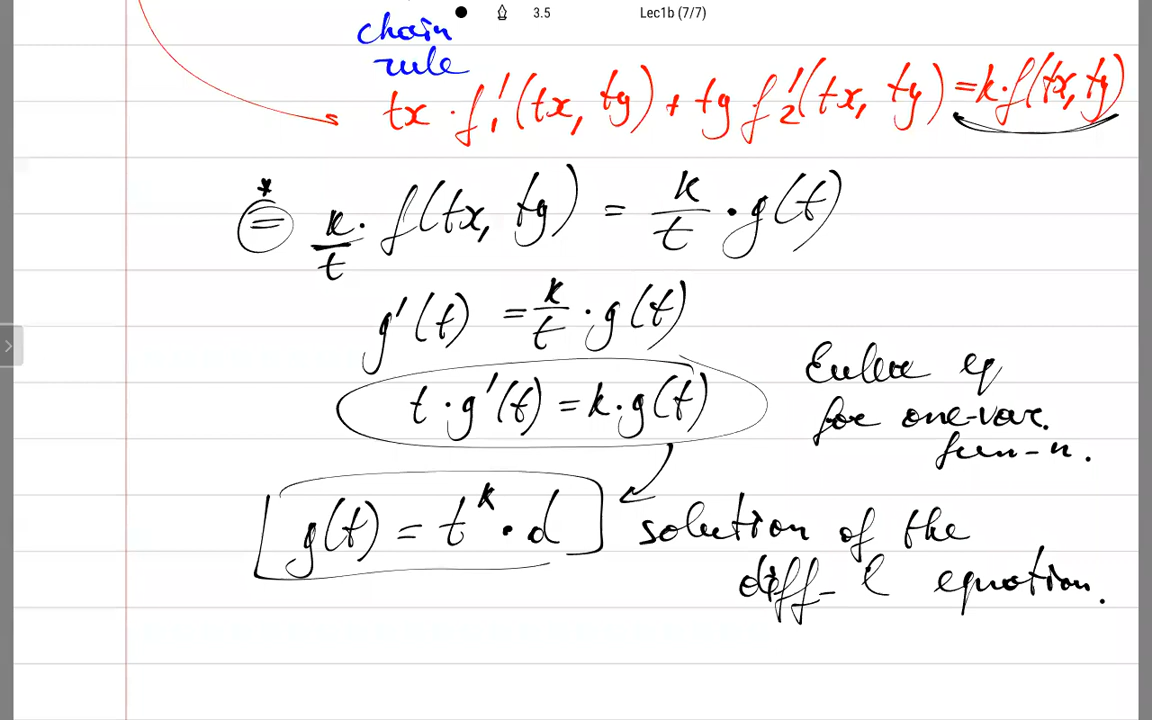 3.5 Lec1b (7/7)
chain
rule
tx · f₁'(tx, ty) + ty f₂'(tx, ty) = k · f(tx, ty)
(=)* k/t · f(tx, ty) = k/t · g(t)
g'(t) = k/t · g(t)
t · g'(t) = k · g(t)
Euler eq
for one-var.
fun-n.
g(t) = t^k · d
solution of the
diff-l equation.